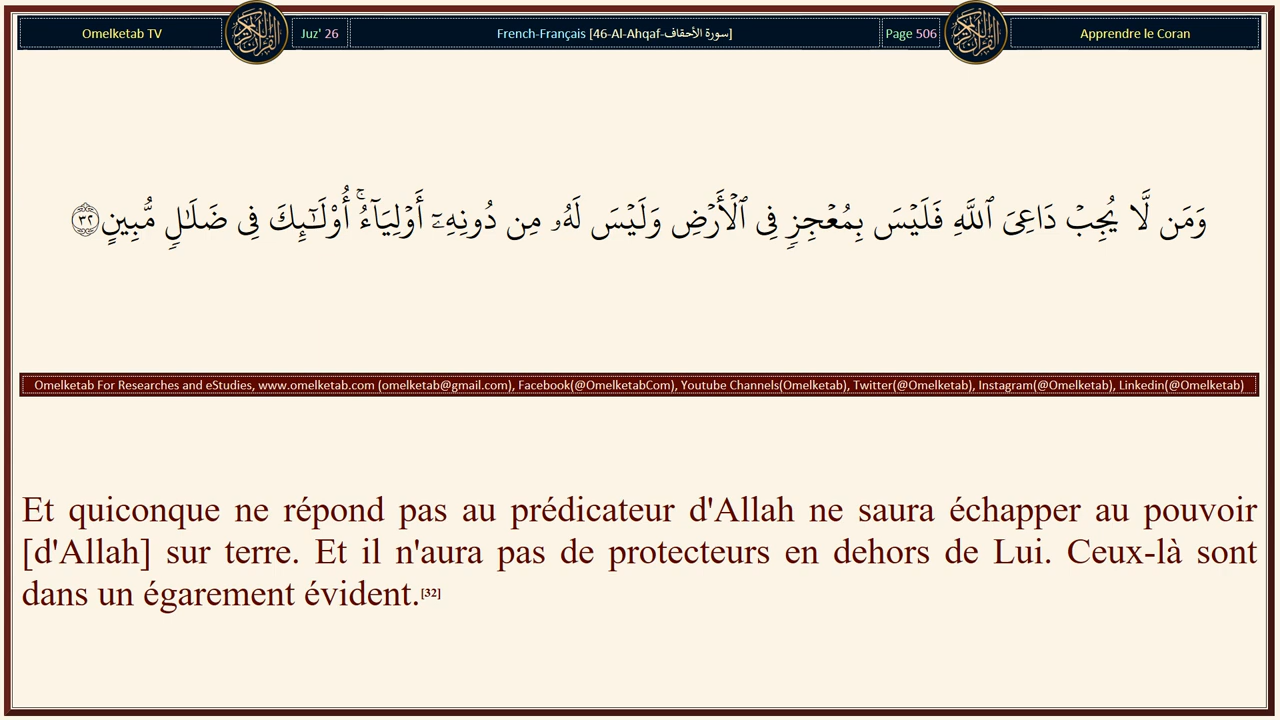 Omelketab TV
Juz' 26
French-Français [46-Al-Ahqaf-سورة الأحقاف]
Page 506
Apprendre le Coran
وَمَن لَّا يُجِبۡ دَاعِيَ ٱللَّهِ فَلَيۡسَ بِمُعۡجِزٖ فِي ٱلۡأَرۡضِ وَلَيۡسَ لَهُۥ مِن دُونِهِۦٓ أَوۡلِيَآءُۚ أُوْلَٰٓئِكَ فِي ضَلَٰلٖ مُّبِينٍ ٣٢
Omelketab For Researches and eStudies, www.omelketab.com (omelketab@gmail.com), Facebook(@OmelketabCom), Youtube Channels(Omelketab), Twitter(@Omelketab), Instagram(@Omelketab), Linkedin(@Omelketab)
Et quiconque ne répond pas au prédicateur d'Allah ne saura échapper au pouvoir
[d'Allah] sur terre. Et il n'aura pas de protecteurs en dehors de Lui. Ceux-là sont
dans un égarement évident.[32]